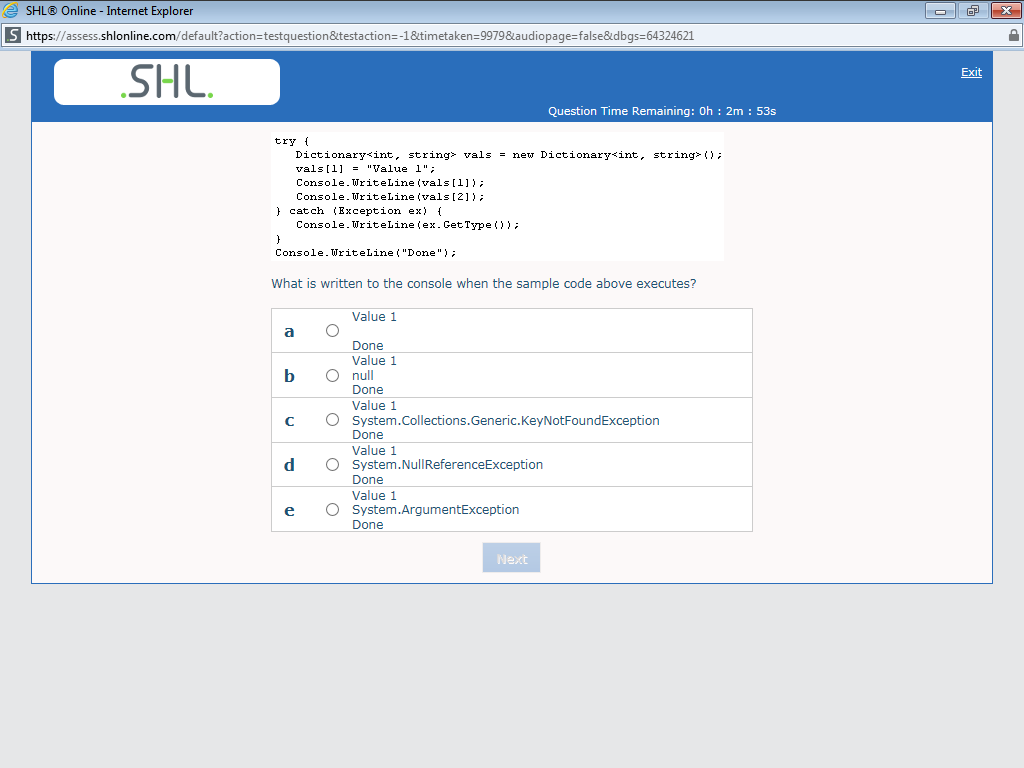 SHL® Online - Internet Explorer
https://assess.shlonline.com/default?action=testquestion&testaction=-1&timetaken=9979&audiopage=false&dbgs=64324621
.SHL.
Exit
Question Time Remaining: 0h : 2m : 53s
try {
   Dictionary<int, string> vals = new Dictionary<int, string>();
   vals[1] = "Value 1";
   Console.WriteLine(vals[1]);
   Console.WriteLine(vals[2]);
} catch (Exception ex) {
   Console.WriteLine(ex.GetType());
}
Console.WriteLine("Done");
What is written to the console when the sample code above executes?
a
Value 1
Done
b
Value 1
null
Done
c
Value 1
System.Collections.Generic.KeyNotFoundException
Done
d
Value 1
System.NullReferenceException
Done
e
Value 1
System.ArgumentException
Done
Next